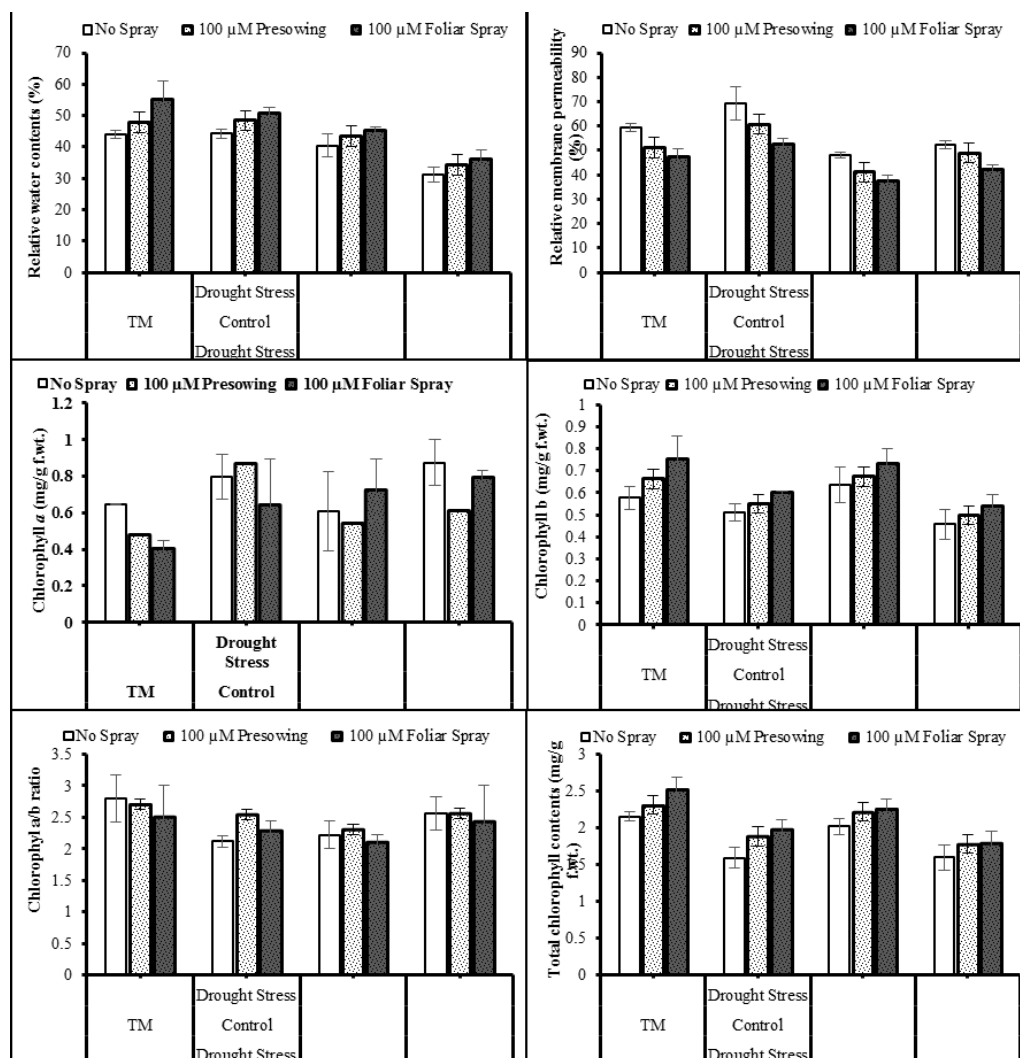 No Spray 100 µM Presowing 100 µM Foliar Spray
Relative water contents (%)
70
60
50
40
30
20
10
0
Drought Stress
TM Control
Drought Stress
No Spray 100 µM Presowing 100 µM Foliar Spray
Relative membrane permeability
(%)
90
80
70
60
50
40
30
20
10
0
Drought Stress
TM Control
Drought Stress
No Spray 100 µM Presowing 100 µM Foliar Spray
Chlorophyll a (mg/g f.wt.)
1.2
1
0.8
0.6
0.4
0.2
0
Drought
Stress
TM Control
No Spray 100 µM Presowing 100 µM Foliar Spray
Chlorophyll b (mg/g f.wt.)
1
0.9
0.8
0.7
0.6
0.5
0.4
0.3
0.2
0.1
0
Drought Stress
TM Control
Drought Stress
No Spray 100 µM Presowing 100 µM Foliar Spray
Chlorophyl a/b ratio
3.5
3
2.5
2
1.5
1
0.5
0
Drought Stress
TM Control
Drought Stress
No Spray 100 µM Presowing 100 µM Foliar Spray
Total chlorophyll contents (mg/g
f.wt.)
3
2.5
2
1.5
1
0.5
0
Drought Stress
TM Control
Drought Stress